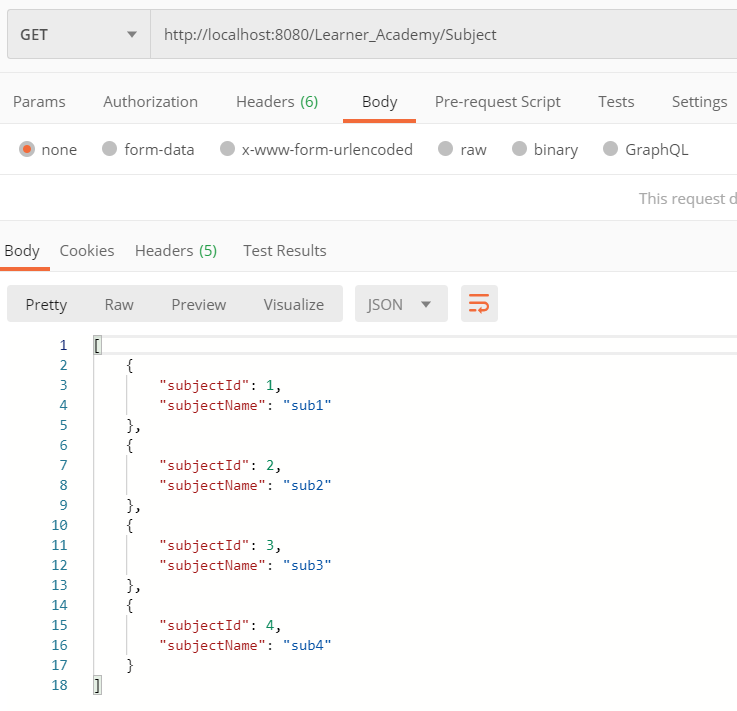 GET http://localhost:8080/Learner_Academy/Subject
Params Authorization Headers (6) Body Pre-request Script Tests Settings
none form-data x-www-form-urlencoded raw binary GraphQL
This request d
Body Cookies Headers (5) Test Results
Pretty Raw Preview Visualize JSON
1 [
2 {
3 "subjectId": 1,
4 "subjectName": "sub1"
5 },
6 {
7 "subjectId": 2,
8 "subjectName": "sub2"
9 },
10 {
11 "subjectId": 3,
12 "subjectName": "sub3"
13 },
14 {
15 "subjectId": 4,
16 "subjectName": "sub4"
17 }
18 ]